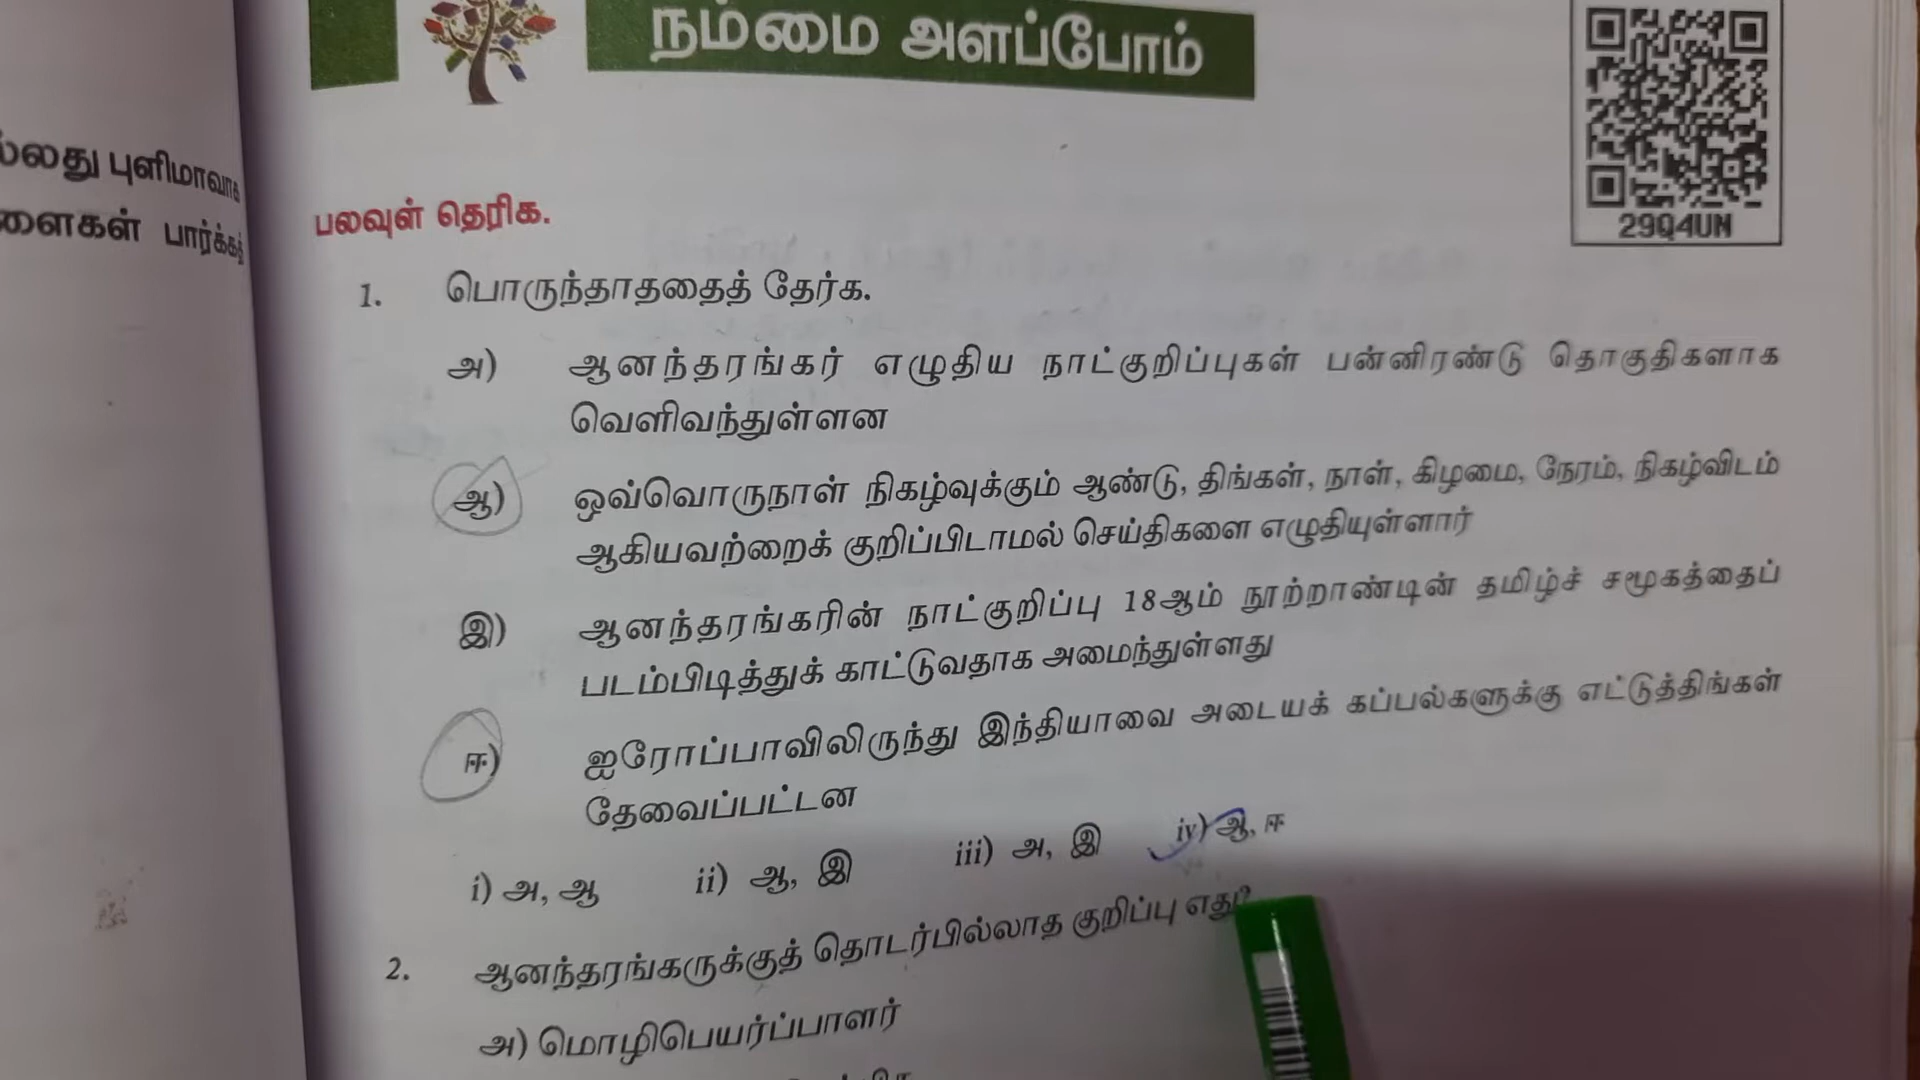 நம்மை அளப்போம்
29Q4UN
புளிமாவாக
பார்க்கத்
பலவுள் தெரிக.
1. பொருந்தாததைத் தேர்க.
அ) ஆனந்தரங்கர் எழுதிய நாட்குறிப்புகள் பன்னிரண்டு தொகுதிகளாக
வெளிவந்துள்ளன
ஆ) ஒவ்வொருநாள் நிகழ்வுக்கும் ஆண்டு, திங்கள், நாள், கிழமை, நேரம், நிகழ்விடம்
ஆகியவற்றைக் குறிப்பிடாமல் செய்திகளை எழுதியுள்ளார்
இ) ஆனந்தரங்கரின் நாட்குறிப்பு 18ஆம் நூற்றாண்டின் தமிழ்ச் சமூகத்தைப்
படம்பிடித்துக் காட்டுவதாக அமைந்துள்ளது
ஈ) ஐரோப்பாவிலிருந்து இந்தியாவை அடையக் கப்பல்களுக்கு எட்டுத்திங்கள்
தேவைப்பட்டன
i) அ, ஆ ii) ஆ, இ iii) அ, இ iv) ஆ, ஈ
2. ஆனந்தரங்கருக்குத் தொடர்பில்லாத குறிப்பு எது?
அ) மொழிபெயர்ப்பாளர்